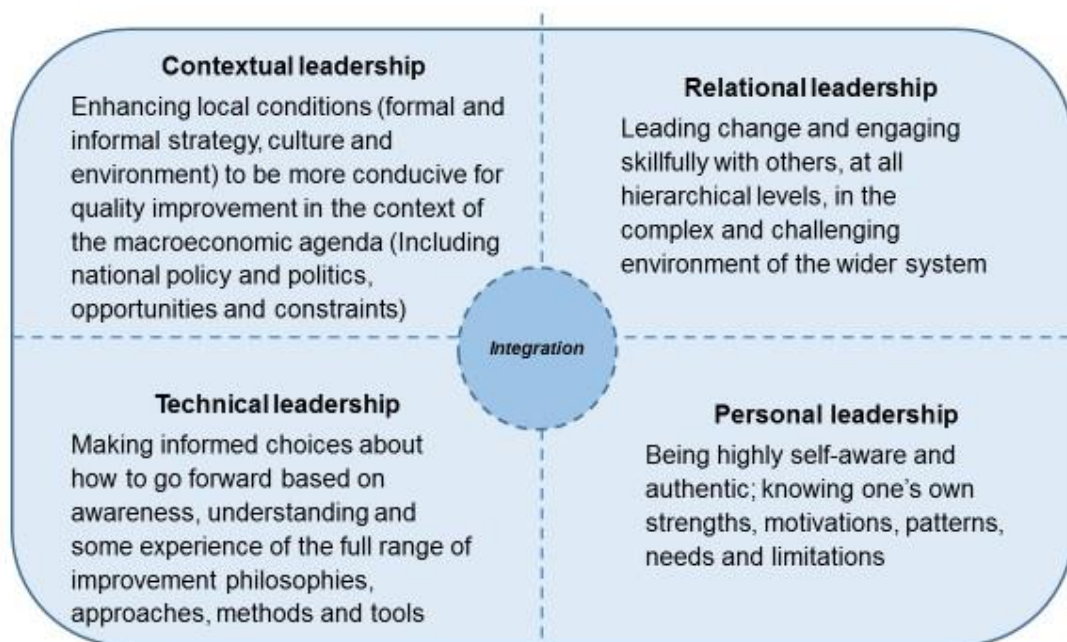 Contextual leadership
Enhancing local conditions (formal and
informal strategy, culture and
environment) to be more conducive for
quality improvement in the context of
the macroeconomic agenda (Including
national policy and politics,
opportunities and constraints)
Relational leadership
Leading change and engaging
skillfully with others, at all
hierarchical levels, in the
complex and challenging
environment of the wider system
Integration
Technical leadership
Making informed choices about
how to go forward based on
awareness, understanding and
some experience of the full range of
improvement philosophies,
approaches, methods and tools
Personal leadership
Being highly self-aware and
authentic; knowing one's own
strengths, motivations, patterns,
needs and limitations